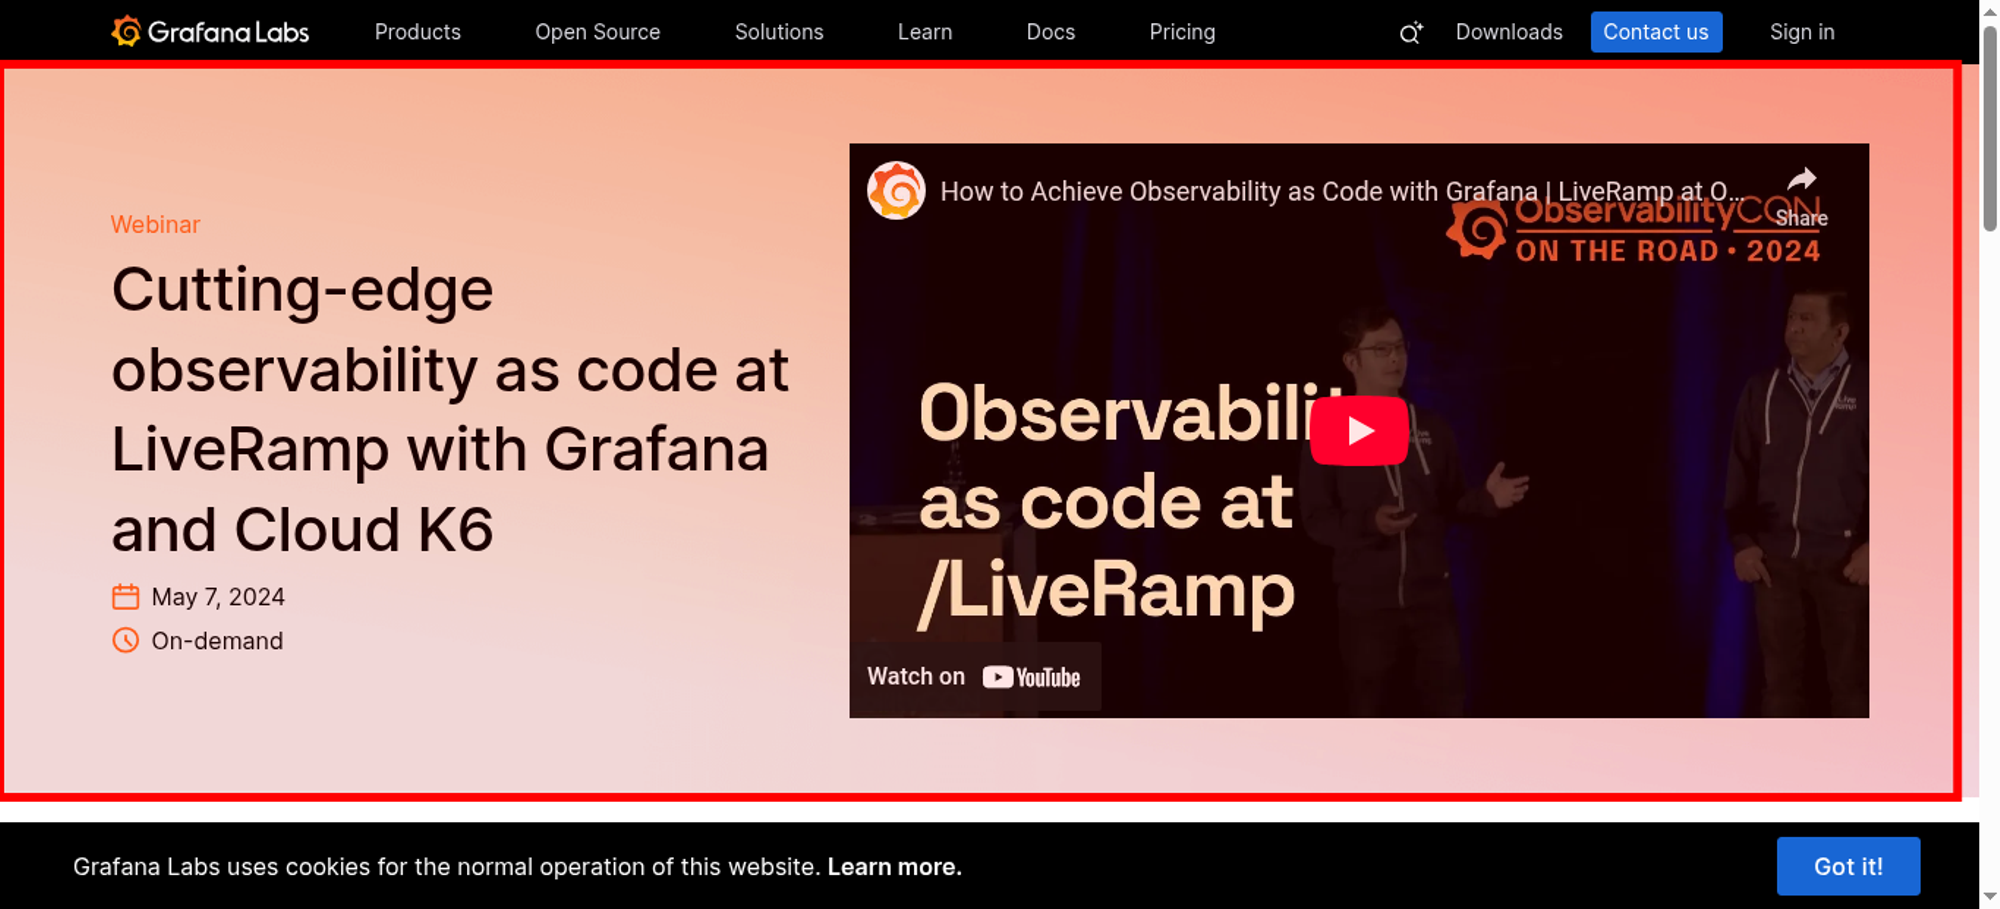 Grafana Labs
Products
Open Source
Solutions
Learn
Docs
Pricing
Downloads
Contact us
Sign in
Webinar
Cutting-edge
observability as code at
LiveRamp with Grafana
and Cloud K6
May 7, 2024
On-demand
How to Achieve Observability as Code with Grafana | LiveRamp at O...
Share
ObservabilityCON
ON THE ROAD • 2024
Observabilit
as code at
/LiveRamp
Watch on YouTube
Grafana Labs uses cookies for the normal operation of this website. Learn more.
Got it!